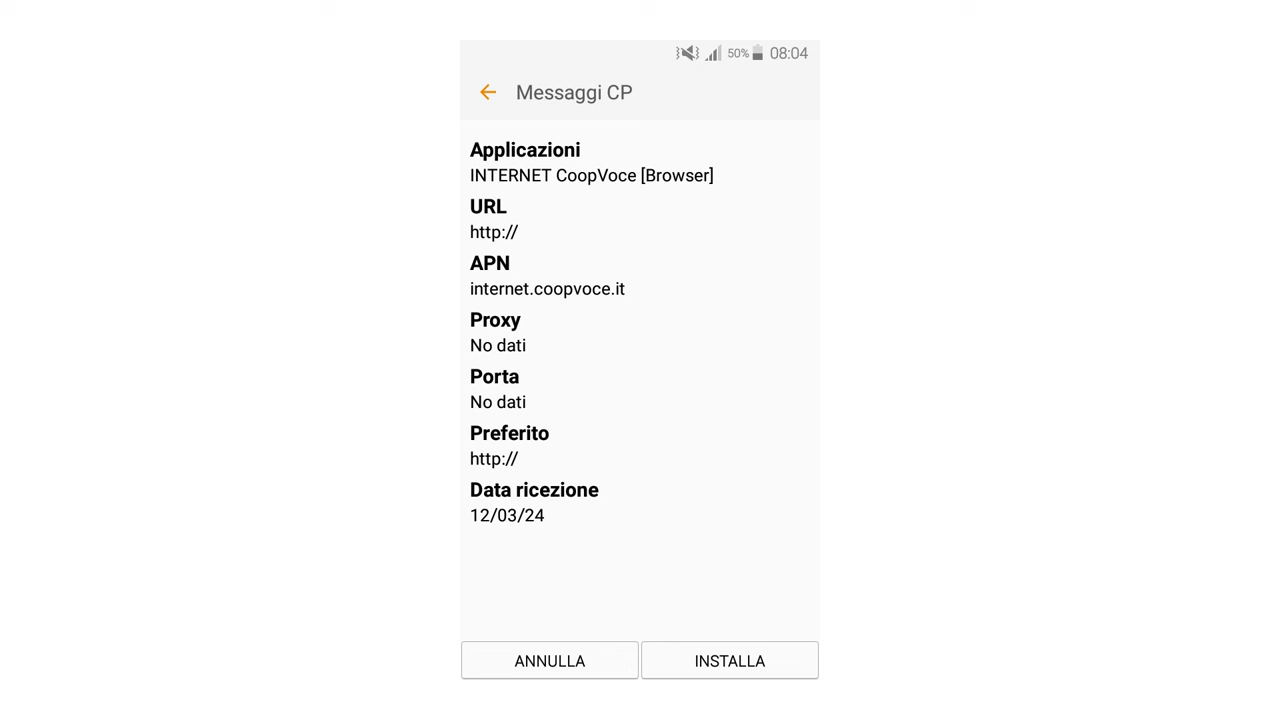 50% 08:04
Messaggi CP
Applicazioni
INTERNET CoopVoce [Browser]
URL
http://
APN
internet.coopvoce.it
Proxy
No dati
Porta
No dati
Preferito
http://
Data ricezione
12/03/24
ANNULLA INSTALLA